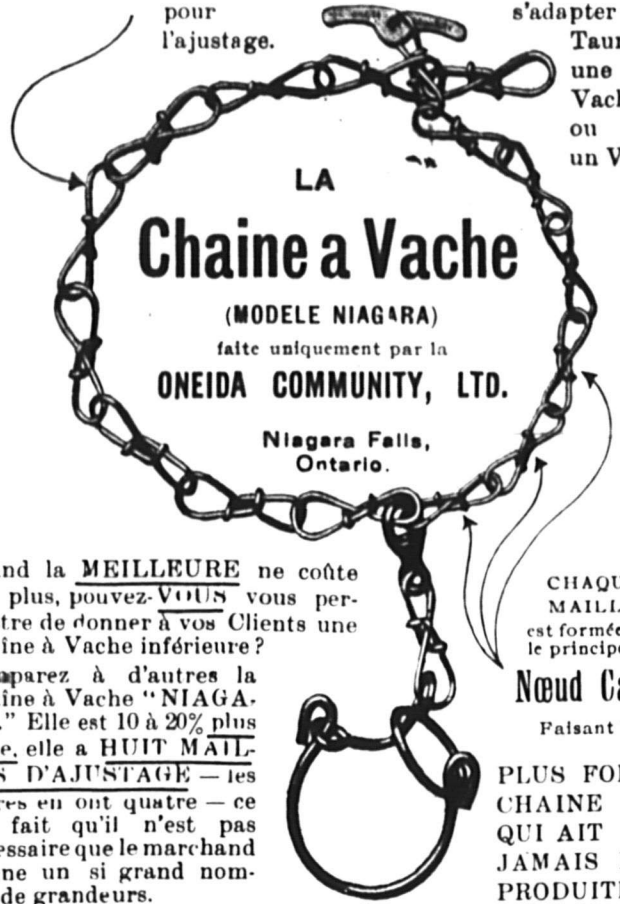 pour
l'ajustage.
s'adapter
Taur
une
Vach
ou
un V
LA
Chaine a Vache
(MODELE NIAGARA)
faite uniquement par la
ONEIDA COMMUNITY, LTD.
Niagara Falls,
Ontario.
nd la MEILLEURE ne coûte
plus, pouvez-VOUS vous per-
tre de donner à vos Clients une
îne à Vache inférieure?
parez à d'autres la
îne à Vache "NIAGA-
." Elle est 10 à 20% plus
e, elle a HUIT MAIL-
S D'AJUSTAGE — les
res en ont quatre — ce
fait qu'il n'est pas
essaire que le marchand
ne un si grand nom-
de grandeurs.
CHAQU
MAILL
est formée
le principe
Nœud Ca
Faisant
PLUS FO
CHAINE
QUI AIT
JAMAIS
PRODUIT